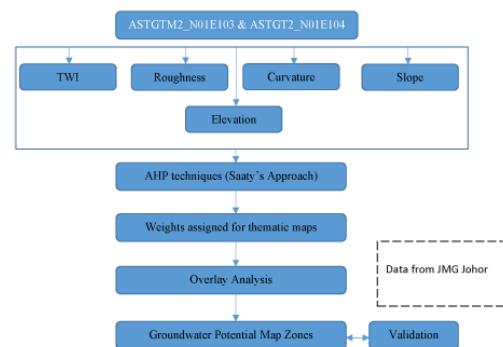 ASTGTM2_N01E103 & ASTGT2_N01E104
TWI
Roughness
Curvature
Slope
Elevation
AHP techniques (Saaty`s Approach)
Weights assigned for thematic maps
Overlay Analysis
Data from JMG Johor
Groundwater Potential Map Zones
Validation